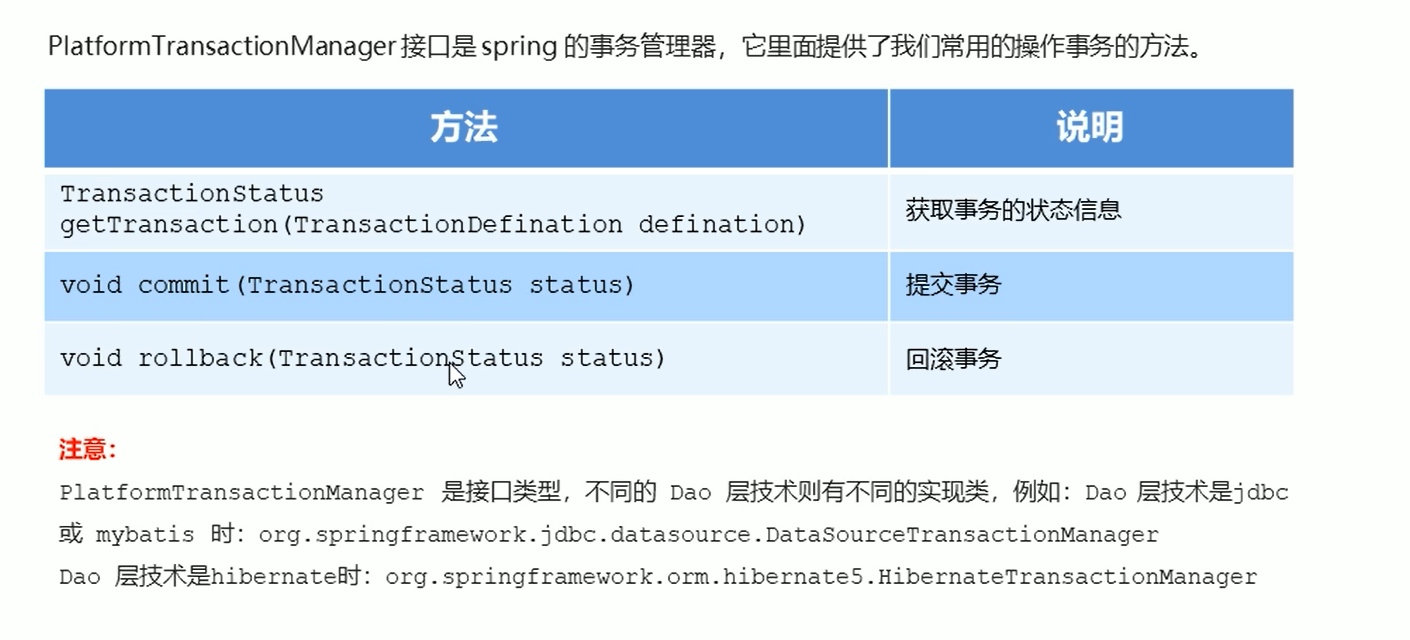 PlatformTransactionManager 接口是 spring 的事务管理器，它里面提供了我们常用的操作事务的方法。
方法 说明
TransactionStatus
getTransaction(TransactionDefination defination) 获取事务的状态信息
void commit(TransactionStatus status) 提交事务
void rollback(TransactionStatus status) 回滚事务
注意：
PlatformTransactionManager 是接口类型，不同的 Dao 层技术则有不同的实现类，例如：Dao 层技术是jdbc
或 mybatis 时：org.springframework.jdbc.datasource.DataSourceTransactionManager
Dao 层技术是hibernate时：org.springframework.orm.hibernate5.HibernateTransactionManager